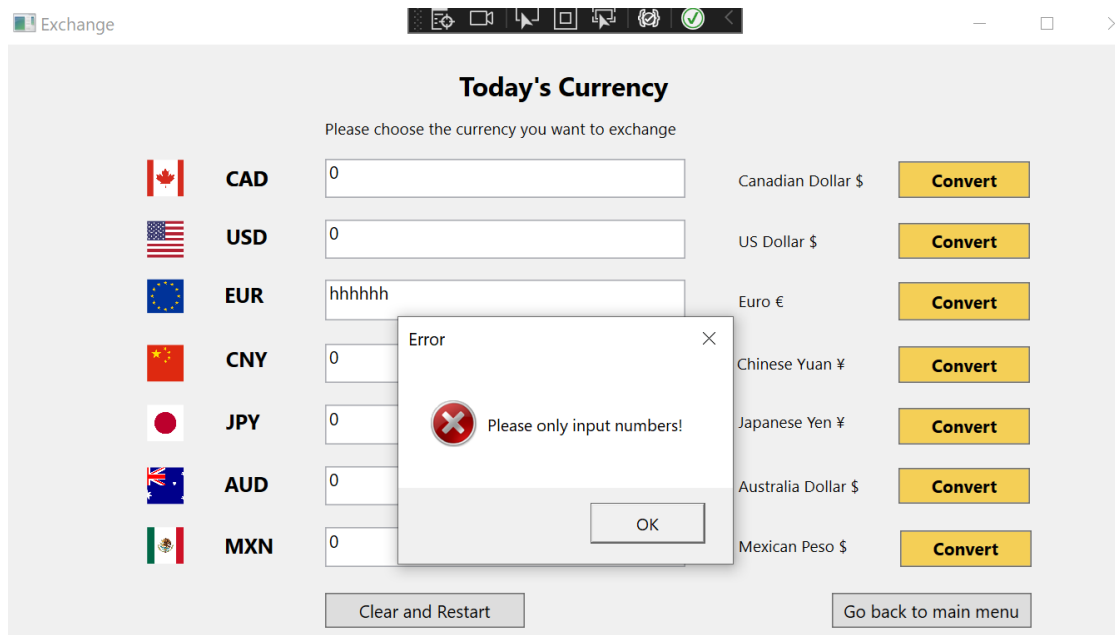 Exchange
Today's Currency
Please choose the currency you want to exchange
CAD 0 Canadian Dollar $ Convert
USD 0 US Dollar $ Convert
EUR hhhhhh Euro € Convert
Error
CNY 0 Chinese Yuan ¥ Convert
JPY 0 Japanese Yen ¥ Convert
Please only input numbers!
AUD 0 Australia Dollar $ Convert
OK
MXN 0 Mexican Peso $ Convert
Clear and Restart Go back to main menu